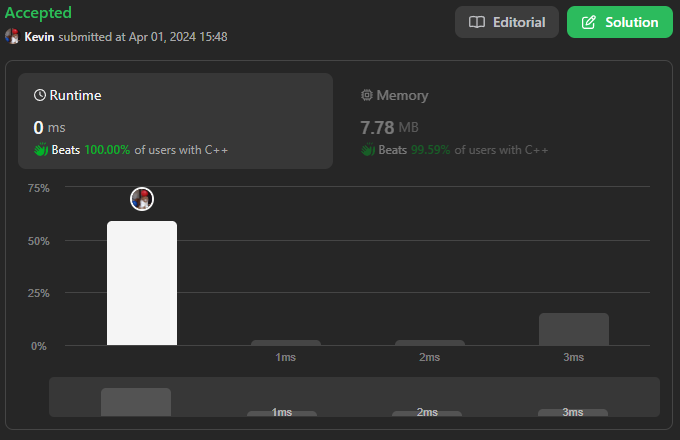 Accepted
Kevin submitted at Apr 01, 2024 15:48
Editorial
Solution
Runtime
0 ms
Beats 100.00% of users with C++
Memory
7.78 MB
Beats 99.59% of users with C++
75%
50%
25%
0%
1ms 2ms 3ms
1ms 2ms 3ms